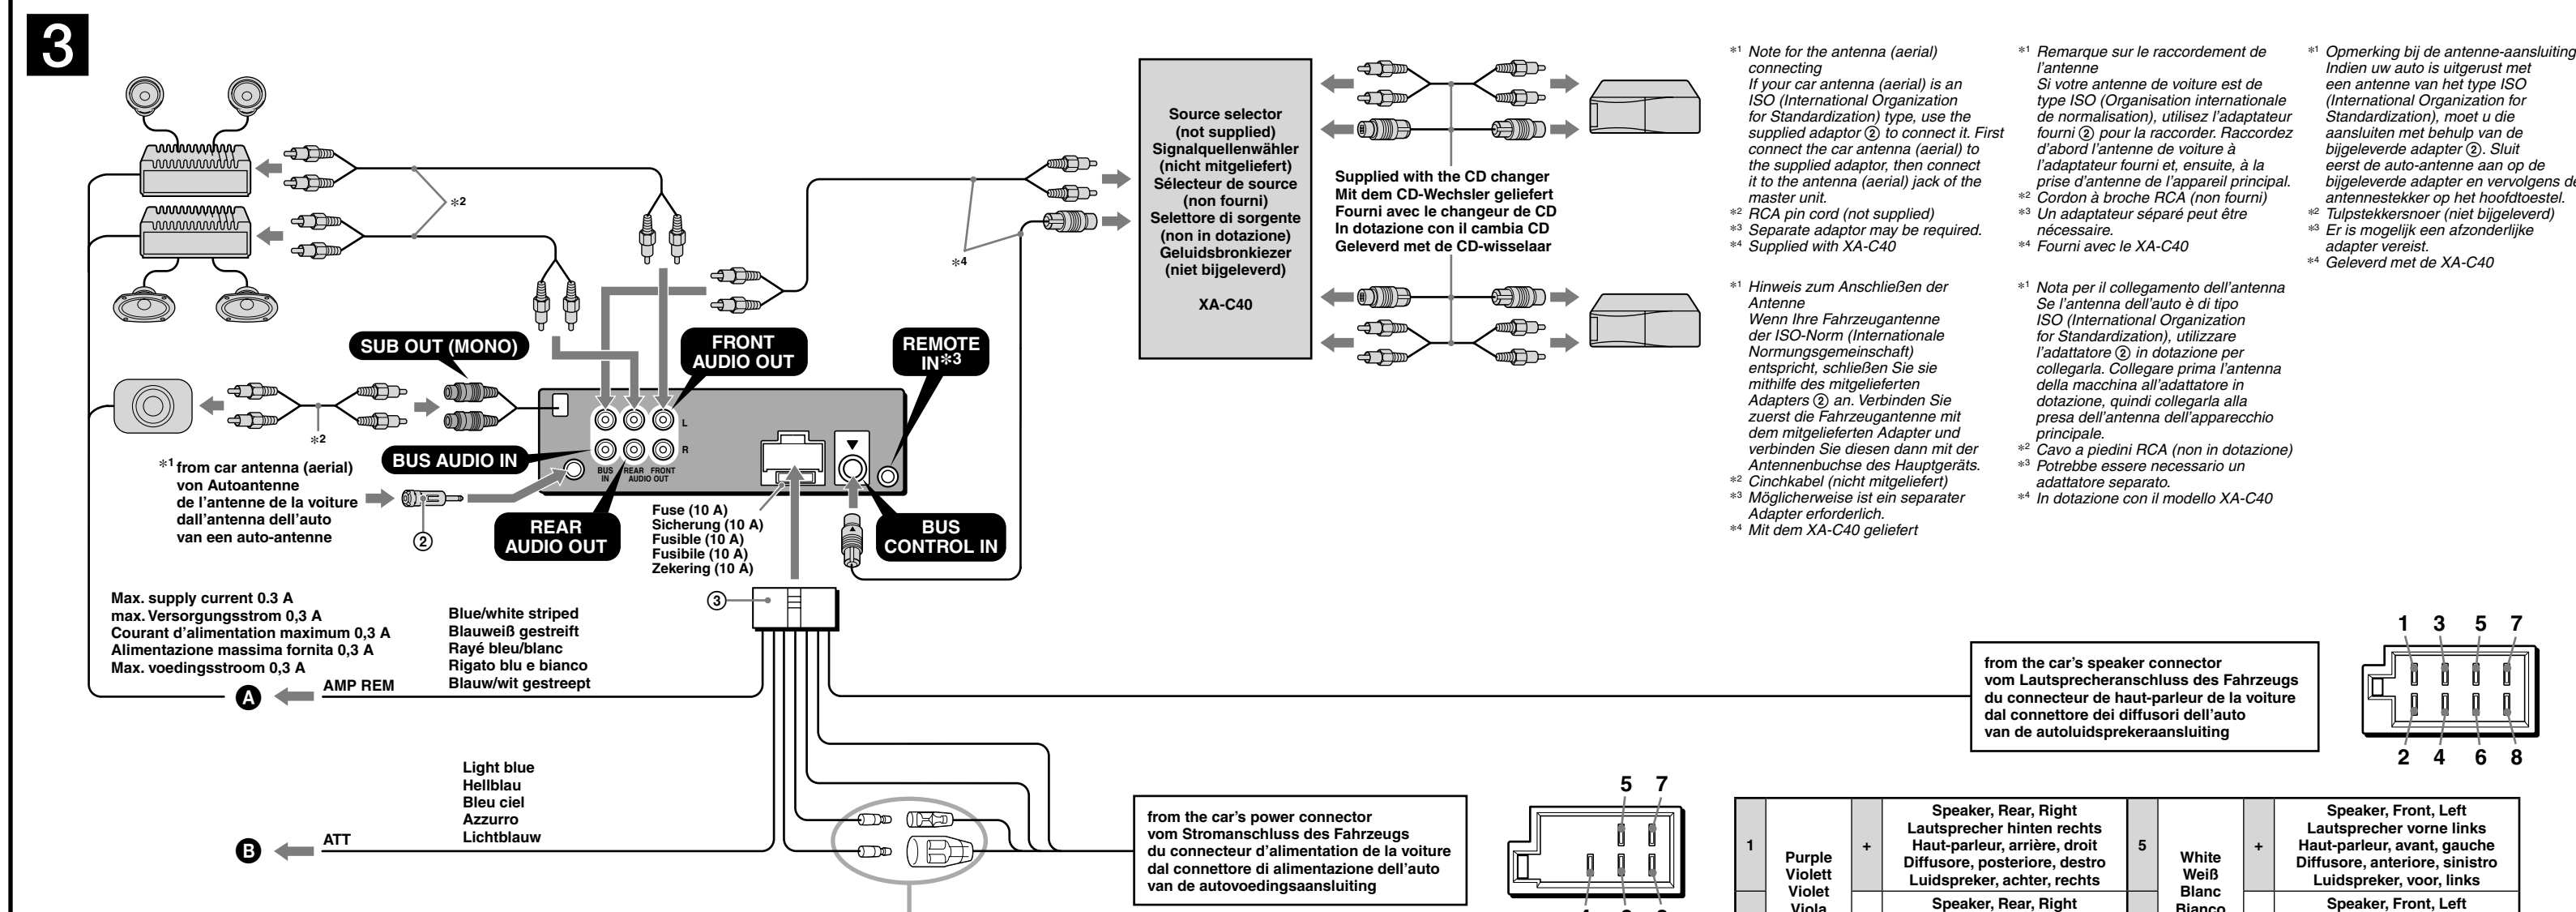 3
*2
SUB OUT (MONO)
FRONT
AUDIO OUT
REMOTE
IN*3
*4
*2
BUS AUDIO IN
L
R
BUS
IN
REAR
FRONT
AUDIO OUT
*1 from car antenna (aerial)
von Autoantenne
de l'antenne de la voiture
dall'antenna dell'auto
van een auto-antenne
2
REAR
AUDIO OUT
Fuse (10 A)
Sicherung (10 A)
Fusible (10 A)
Fusibile (10 A)
Zekering (10 A)
BUS
CONTROL IN
Source selector
(not supplied)
Signalquellenwähler
(nicht mitgeliefert)
Sélecteur de source
(non fourni)
Selettore di sorgente
(non in dotazione)
Geluidsbronkiezer
(niet bijgeleverd)
XA-C40
Supplied with the CD changer
Mit dem CD-Wechsler geliefert
Fourni avec le changeur de CD
In dotazione con il cambia CD
Geleverd met de CD-wisselaar
*1 Note for the antenna (aerial)
connecting
If your car antenna (aerial) is an
ISO (International Organization
for Standardization) type, use the
supplied adaptor ② to connect it. First
connect the car antenna (aerial) to
the supplied adaptor, then connect
it to the antenna (aerial) jack of the
master unit.
*2 RCA pin cord (not supplied)
*3 Separate adaptor may be required.
*4 Supplied with XA-C40
*1 Remarque sur le raccordement de
l'antenne
Si votre antenne de voiture est de
type ISO (Organisation internationale
de normalisation), utilisez l'adaptateur
fourni ② pour la raccorder. Raccordez
d'abord l'antenne de voiture à
l'adaptateur fourni et, ensuite, à la
prise d'antenne de l'appareil principal.
*2 Cordon à broche RCA (non fourni)
*3 Un adaptateur séparé peut être
nécessaire.
*4 Fourni avec le XA-C40
*1 Opmerking bij de antenne-aansluiting
Indien uw auto is uitgerust met
een antenne van het type ISO
(International Organization for
Standardization), moet u die
aansluiten met behulp van de
bijgeleverde adapter ②. Sluit
eerst de auto-antenne aan op de
bijgeleverde adapter en vervolgens de
antennestekker op het hoofdtoestel.
*2 Tulpstekkersnoer (niet bijgeleverd)
*3 Er is mogelijk een afzonderlijke
adapter vereist.
*4 Geleverd met de XA-C40
*1 Hinweis zum Anschließen der
Antenne
Wenn Ihre Fahrzeugantenne
der ISO-Norm (Internationale
Normungsgemeinschaft)
entspricht, schließen Sie sie
mithilfe des mitgelieferten
Adapters ② an. Verbinden Sie
zuerst die Fahrzeugantenne mit
dem mitgelieferten Adapter und
verbinden Sie diesen dann mit der
Antennenbuchse des Hauptgeräts.
*2 Cinchkabel (nicht mitgeliefert)
*3 Möglicherweise ist ein separater
Adapter erforderlich.
*4 Mit dem XA-C40 geliefert
*1 Nota per il collegamento dell'antenna
Se l'antenna dell'auto è di tipo
ISO (International Organization
for Standardization), utilizzare
l'adattatore ② in dotazione per
collegarla. Collegare prima l'antenna
della macchina all'adattatore in
dotazione, quindi collegarla alla
presa dell'antenna dell'apparecchio
principale.
*2 Cavo a piedini RCA (non in dotazione)
*3 Potrebbe essere necessario un
adattatore separato.
*4 In dotazione con il modello XA-C40
Max. supply current 0.3 A
max. Versorgungsstrom 0,3 A
Courant d'alimentation maximum 0,3 A
Alimentazione massima fornita 0,3 A
Max. voedingsstroom 0,3 A
Blue/white striped
Blauweiß gestreift
Rayé bleu/blanc
Rigato blu e bianco
Blauw/wit gestreept
3
A
AMP REM
Light blue
Hellblau
Bleu ciel
Azzurro
Lichtblauw
B
ATT
from the car's speaker connector
vom Lautsprecheranschluss des Fahrzeugs
du connecteur de haut-parleur de la voiture
dal connettore dei diffusori dell'auto
van de autoluidsprekeraansluiting
1 3 5 7
2 4 6 8
from the car's power connector
vom Stromanschluss des Fahrzeugs
du connecteur d'alimentation de la voiture
dal connettore di alimentazione dell'auto
van de autovoedingsaansluiting
5 7
1
Purple
Violett
Violet
Viola
+
Speaker, Rear, Right
Lautsprecher hinten rechts
Haut-parleur, arrière, droit
Diffusore, posteriore, destro
Luidspreker, achter, rechts
Speaker, Rear, Right
5
White
Weiß
Blanc
Bianco
+
Speaker, Front, Left
Lautsprecher vorne links
Haut-parleur, avant, gauche
Diffusore, anteriore, sinistro
Luidspreker, voor, links
Speaker, Front, Left